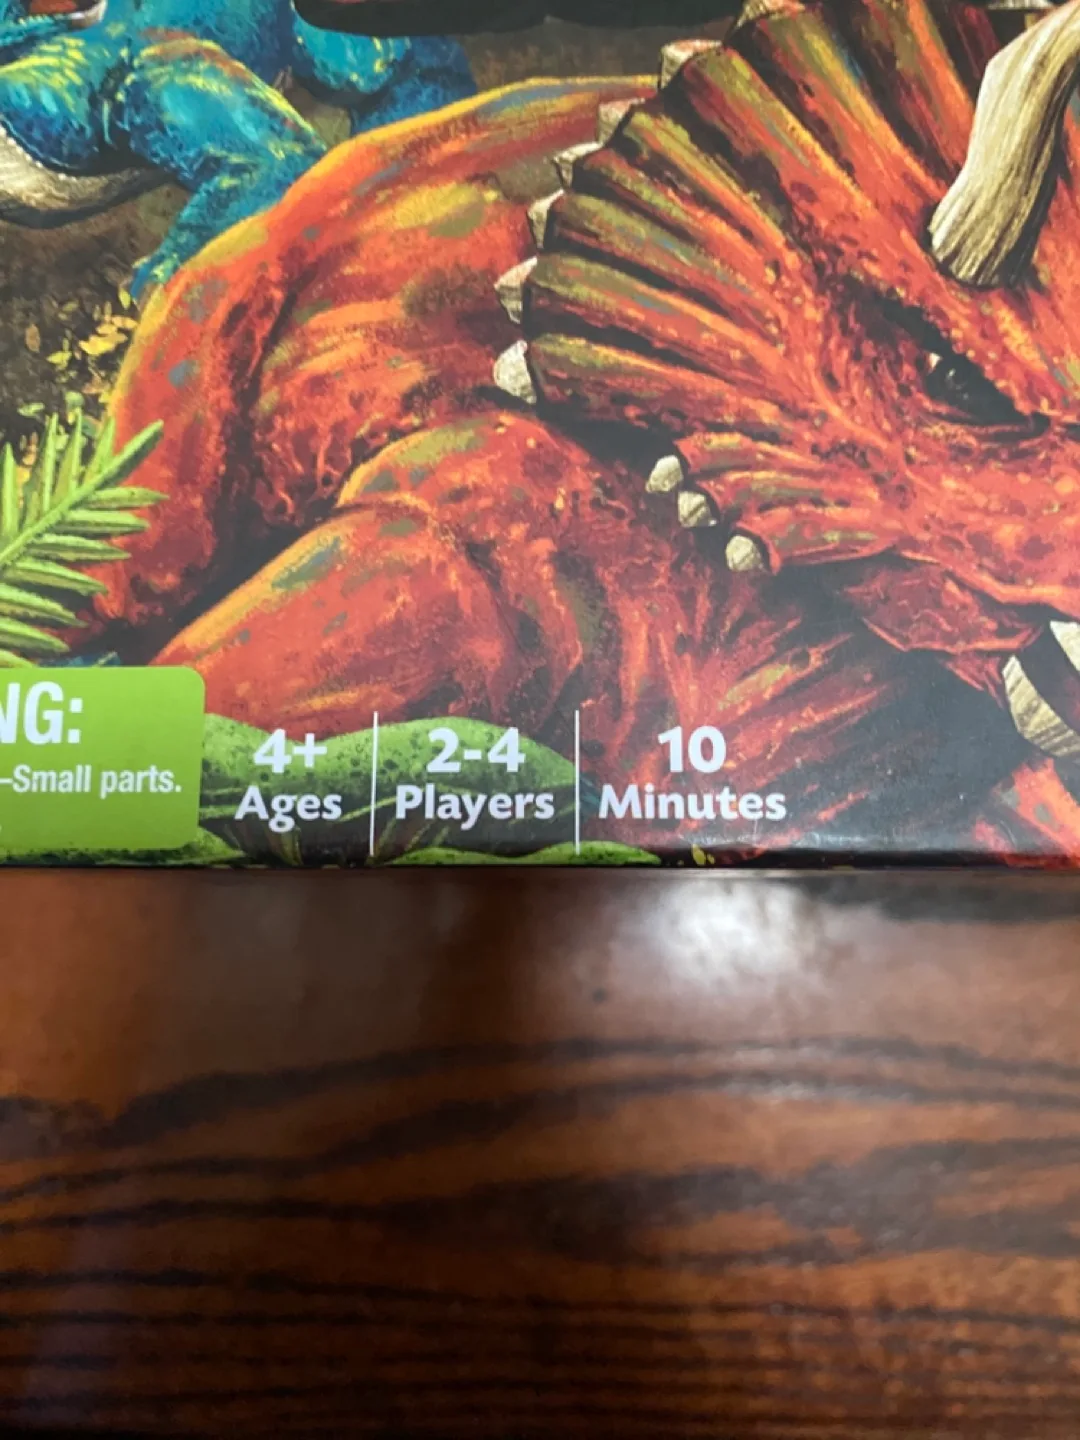 NG:
–Small parts.
4+
Ages
2-4
Players
10
Minutes